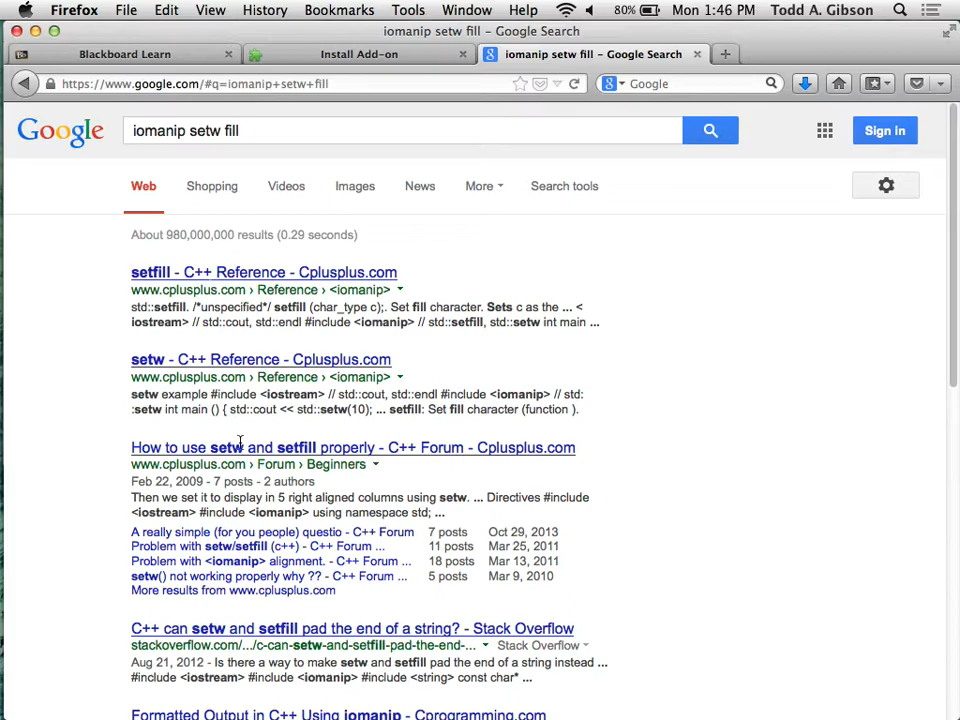 Firefox File Edit View History Bookmarks Tools Window Help 80% Mon 1:46 PM Todd A. Gibson
iomanip setw fill - Google Search
Bb Blackboard Learn × Install Add-on × 8 iomanip setw fill - Google Search × +
https://www.google.com/#q=iomanip+setw+fill 8 Google
Google iomanip setw fill Sign in
Web Shopping Videos Images News More Search tools
About 980,000,000 results (0.29 seconds)
setfill - C++ Reference - Cplusplus.com
www.cplusplus.com › Reference › <iomanip>
std::setfill. /*unspecified*/ setfill (char_type c);. Set fill character. Sets c as the ... <
iostream> // std::cout, std::endl #include <iomanip> // std::setfill, std::setw int main ...
setw - C++ Reference - Cplusplus.com
www.cplusplus.com › Reference › <iomanip>
setw example #include <iostream> // std::cout, std::endl #include <iomanip> // std:
:setw int main () { std::cout << std::setw(10); ... setfill: Set fill character (function ).
How to use setw and setfill properly - C++ Forum - Cplusplus.com
www.cplusplus.com › Forum › Beginners
Feb 22, 2009 - 7 posts - 2 authors
Then we set it to display in 5 right aligned columns using setw. ... Directives #include
<iostream> #include <iomanip> using namespace std; ...
A really simple (for you people) questio - C++ Forum 7 posts Oct 29, 2013
Problem with setw/setfill (c++) - C++ Forum ... 11 posts Mar 25, 2011
Problem with <iomanip> alignment. - C++ Forum ... 18 posts Mar 13, 2011
setw() not working properly why ?? - C++ Forum ... 5 posts Mar 9, 2010
More results from www.cplusplus.com
C++ can setw and setfill pad the end of a string? - Stack Overflow
stackoverflow.com/.../c-can-setw-and-setfill-pad-the-end-... Stack Overflow
Aug 21, 2012 - Is there a way to make setw and setfill pad the end of a string instead ...
#include <iostream> #include <iomanip> #include <string> const char* ...
Formatted Output in C++ Using iomanip - Cprogramming.com